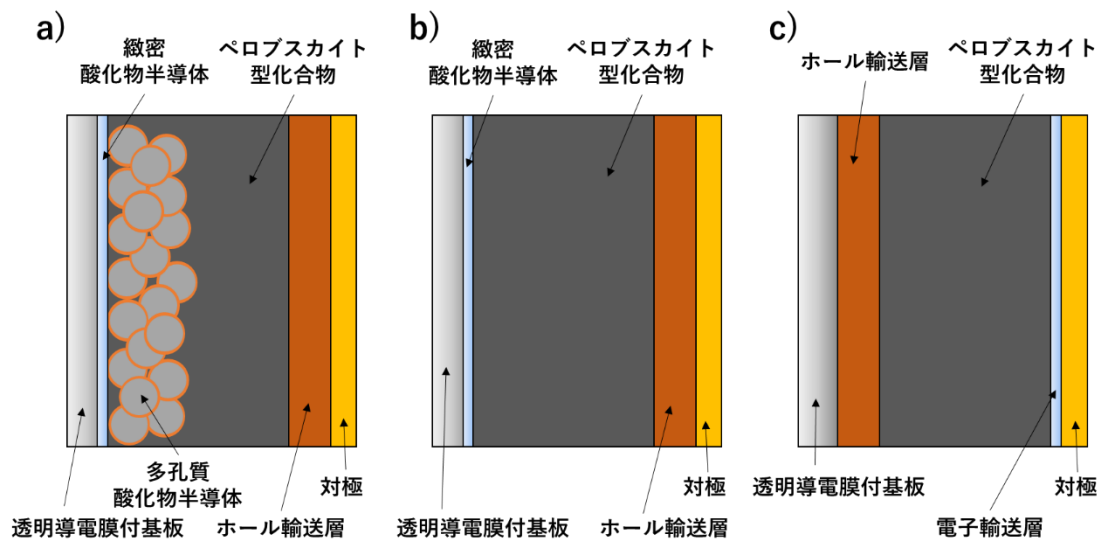 a)
緻密
酸化物半導体
ペロブスカイト
型化合物
多孔質
酸化物半導体
対極
透明導電膜付基板
ホール輸送層
b)
緻密
酸化物半導体
ペロブスカイト
型化合物
対極
透明導電膜付基板
ホール輸送層
c)
ホール輸送層
ペロブスカイト
型化合物
透明導電膜付基板
対極
電子輸送層